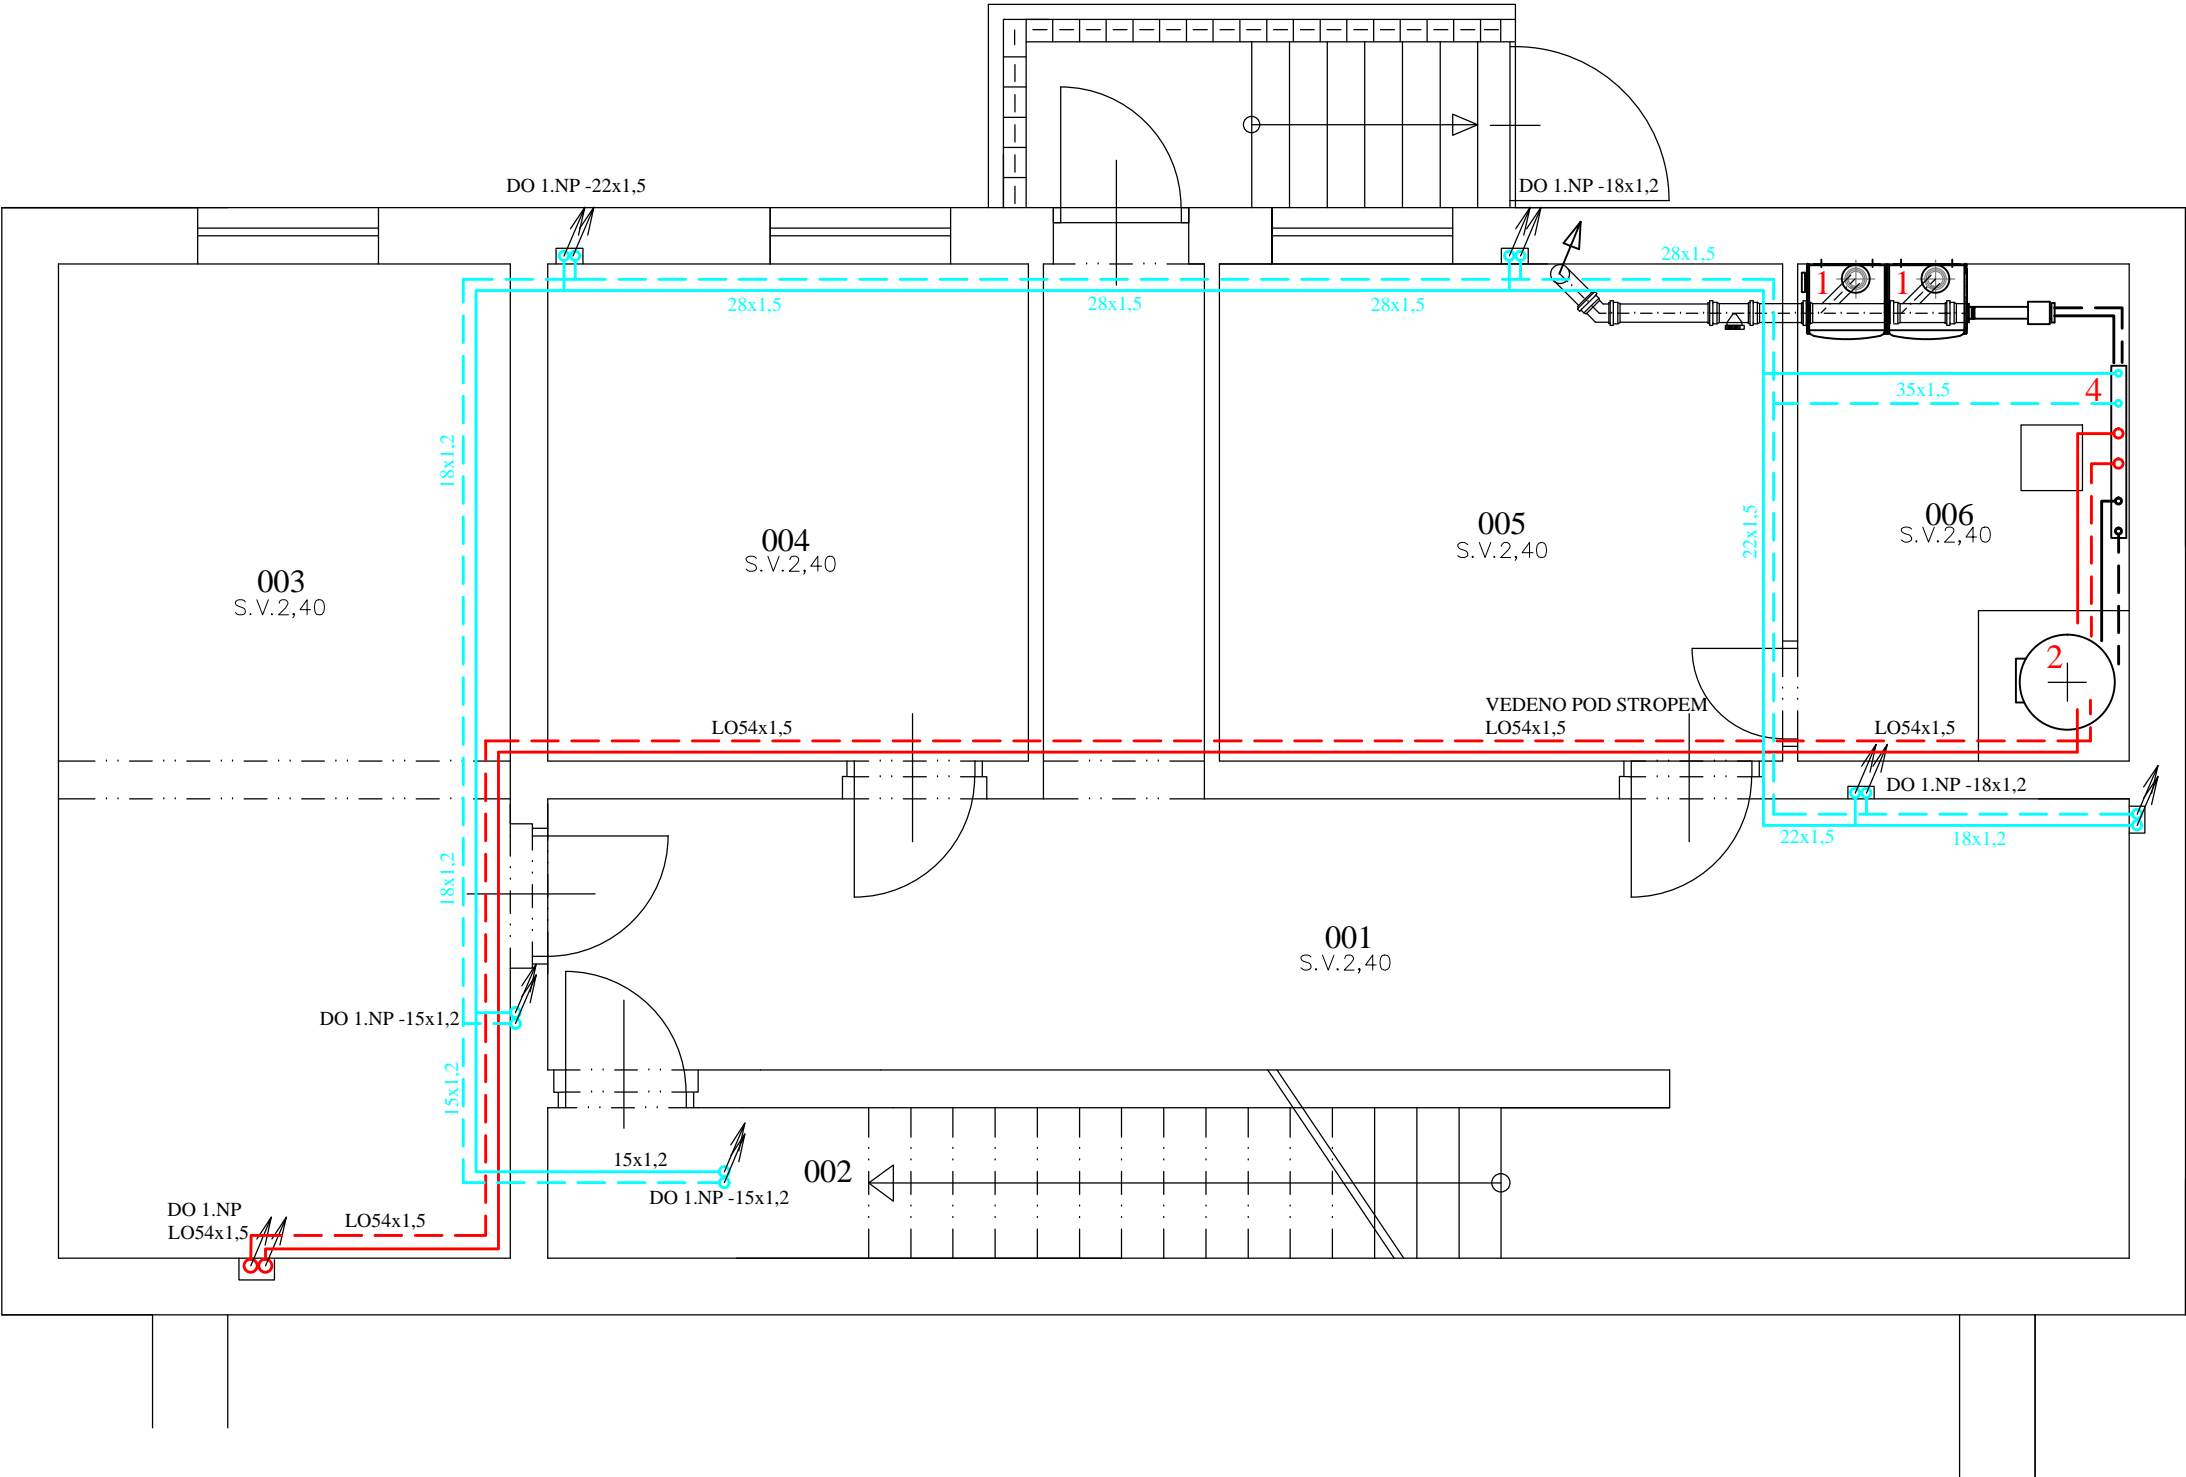 DO 1.NP -22x1,5
DO 1.NP -18x1,2
28x1,5
28x1,5
28x1,5
28x1,5
1
1
35x1,5
4
18x1,2
22x1,5
003
S.V.2,40
004
S.V.2,40
005
S.V.2,40
006
S.V.2,40
2
LO54x1,5
VEDENO POD STROPEM
LO54x1,5
LO54x1,5
DO 1.NP -18x1,2
22x1,5
18x1,2
18x1,2
001
S.V.2,40
DO 1.NP -15x1,2
15x1,2
15x1,2
DO 1.NP -15x1,2
002
DO 1.NP
LO54x1,5
LO54x1,5